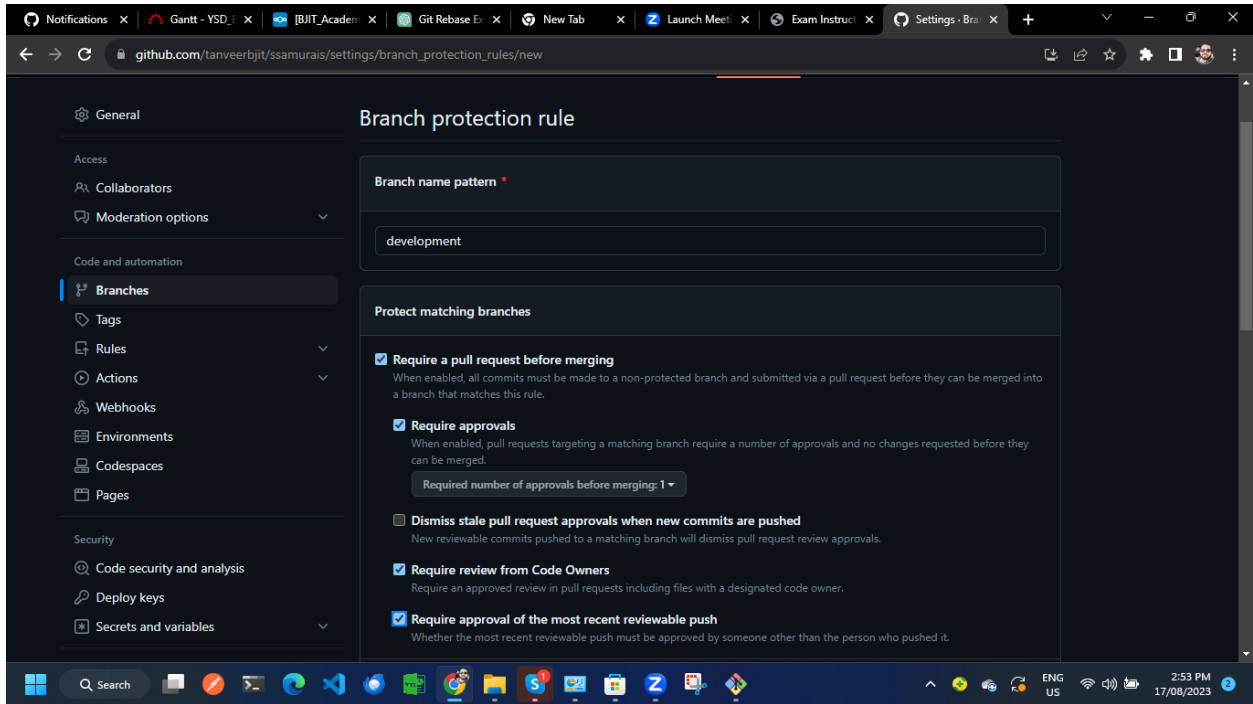 Notifications
Gantt - YSD_E
[BJIT_Academ
Git Rebase Ex
New Tab
Launch Meeti
Exam Instruct
Settings · Bra
github.com/tanveerbjit/ssamurais/settings/branch_protection_rules/new
General
Access
Collaborators
Moderation options
Code and automation
Branches
Tags
Rules
Actions
Webhooks
Environments
Codespaces
Pages
Security
Code security and analysis
Deploy keys
Secrets and variables
Branch protection rule
Branch name pattern *
development
Protect matching branches
Require a pull request before merging
When enabled, all commits must be made to a non-protected branch and submitted via a pull request before they can be merged into
a branch that matches this rule.
Require approvals
When enabled, pull requests targeting a matching branch require a number of approvals and no changes requested before they
can be merged.
Required number of approvals before merging: 1
Dismiss stale pull request approvals when new commits are pushed
New reviewable commits pushed to a matching branch will dismiss pull request review approvals.
Require review from Code Owners
Require an approved review in pull requests including files with a designated code owner.
Require approval of the most recent reviewable push
Whether the most recent reviewable push must be approved by someone other than the person who pushed it.
Search
ENG
US
2:53 PM
17/08/2023
2